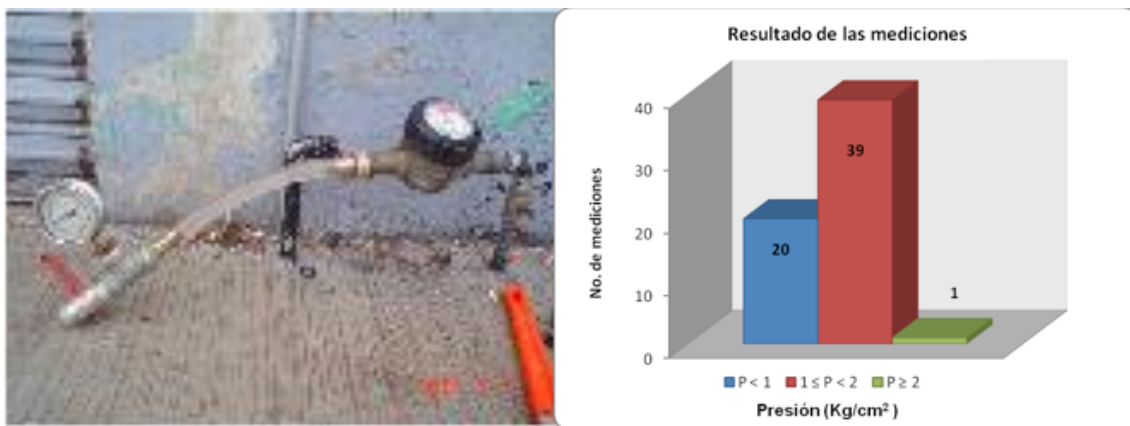 Resultado de las mediciones
No. de mediciones
40
30
20
10
0
20
39
1
P < 1 1 ≤ P < 2 P ≥ 2
Presión (Kg/cm²)